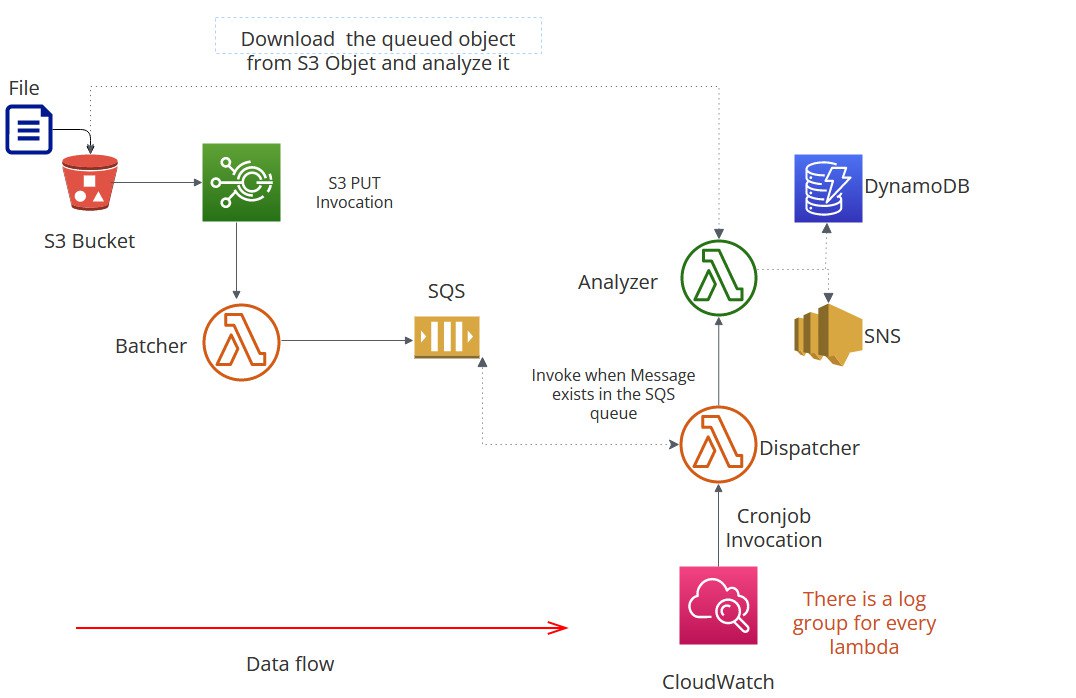 Download  the queued object
from S3 Objet and analyze it
File
S3 PUT
Invocation
DynamoDB
S3 Bucket
Analyzer
SQS
SNS
Batcher
Invoke when Message
exists in the SQS
queue
Dispatcher
Cronjob
Invocation
There is a log
group for every
lambda
Data flow
CloudWatch